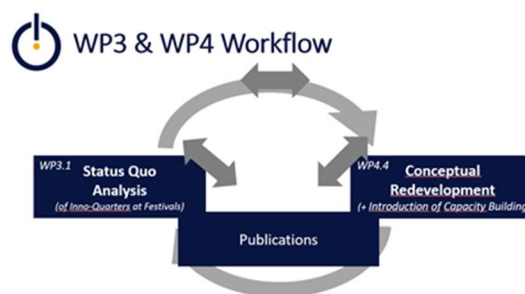 WP3 & WP4 Workflow
WP3.1
Status Quo
Analysis
(of Inno-Quarters at Festivals)
WP4.4
Conceptual
Redevelopment
(+ Introduction of Capacity Building)
Publications